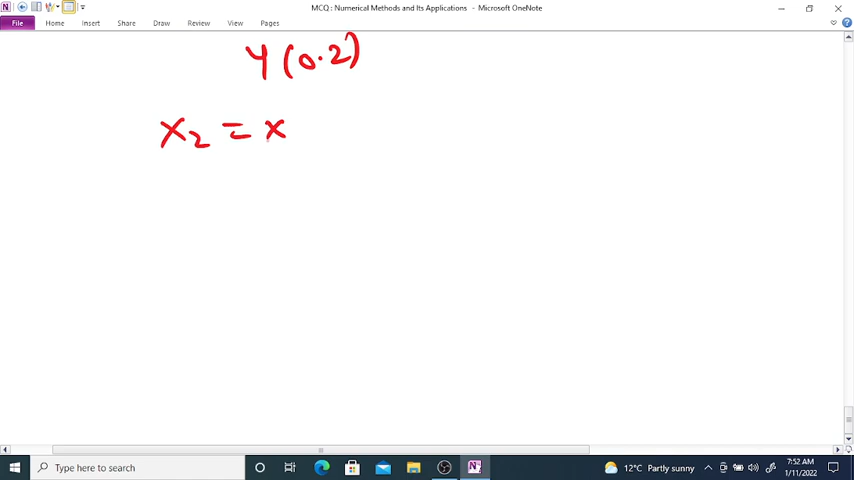 MCQ : Numerical Methods and Its Applications - Microsoft OneNote
File Home Insert Share Draw Review View Pages
y (0.2)
x2 = x
Type here to search
12°C Partly sunny
7:52 AM
1/11/2022